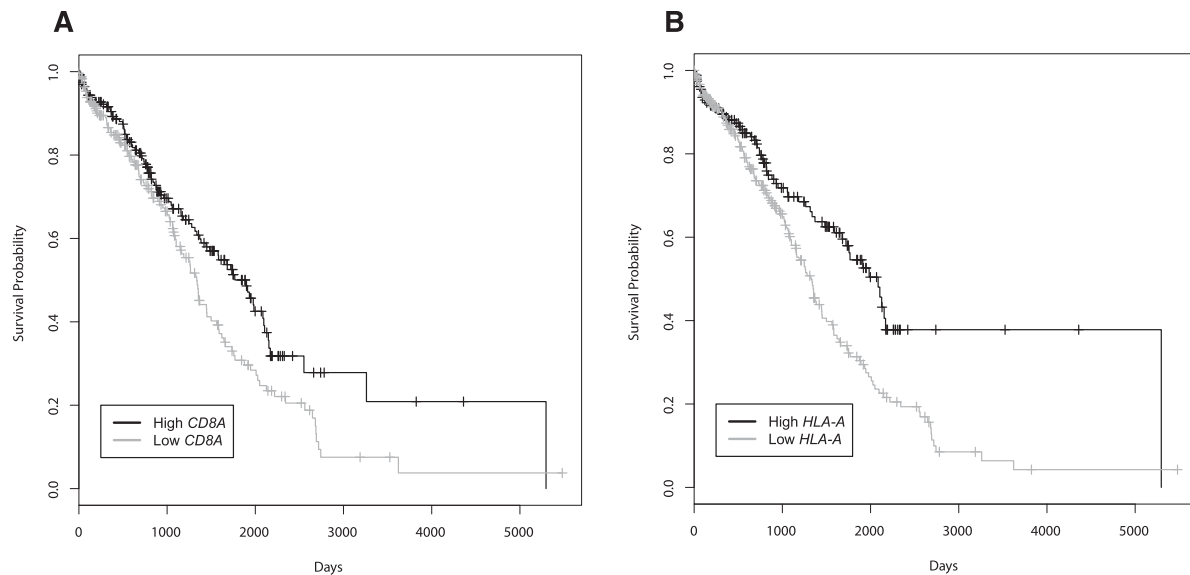 A
Survival Probability
1.0
0.8
0.6
0.4
0.2
0.0
High CD8A
Low CD8A
0 1000 2000 3000 4000 5000
Days
B
Survival Probability
1.0
0.8
0.6
0.4
0.2
0.0
High HLA-A
Low HLA-A
0 1000 2000 3000 4000 5000
Days